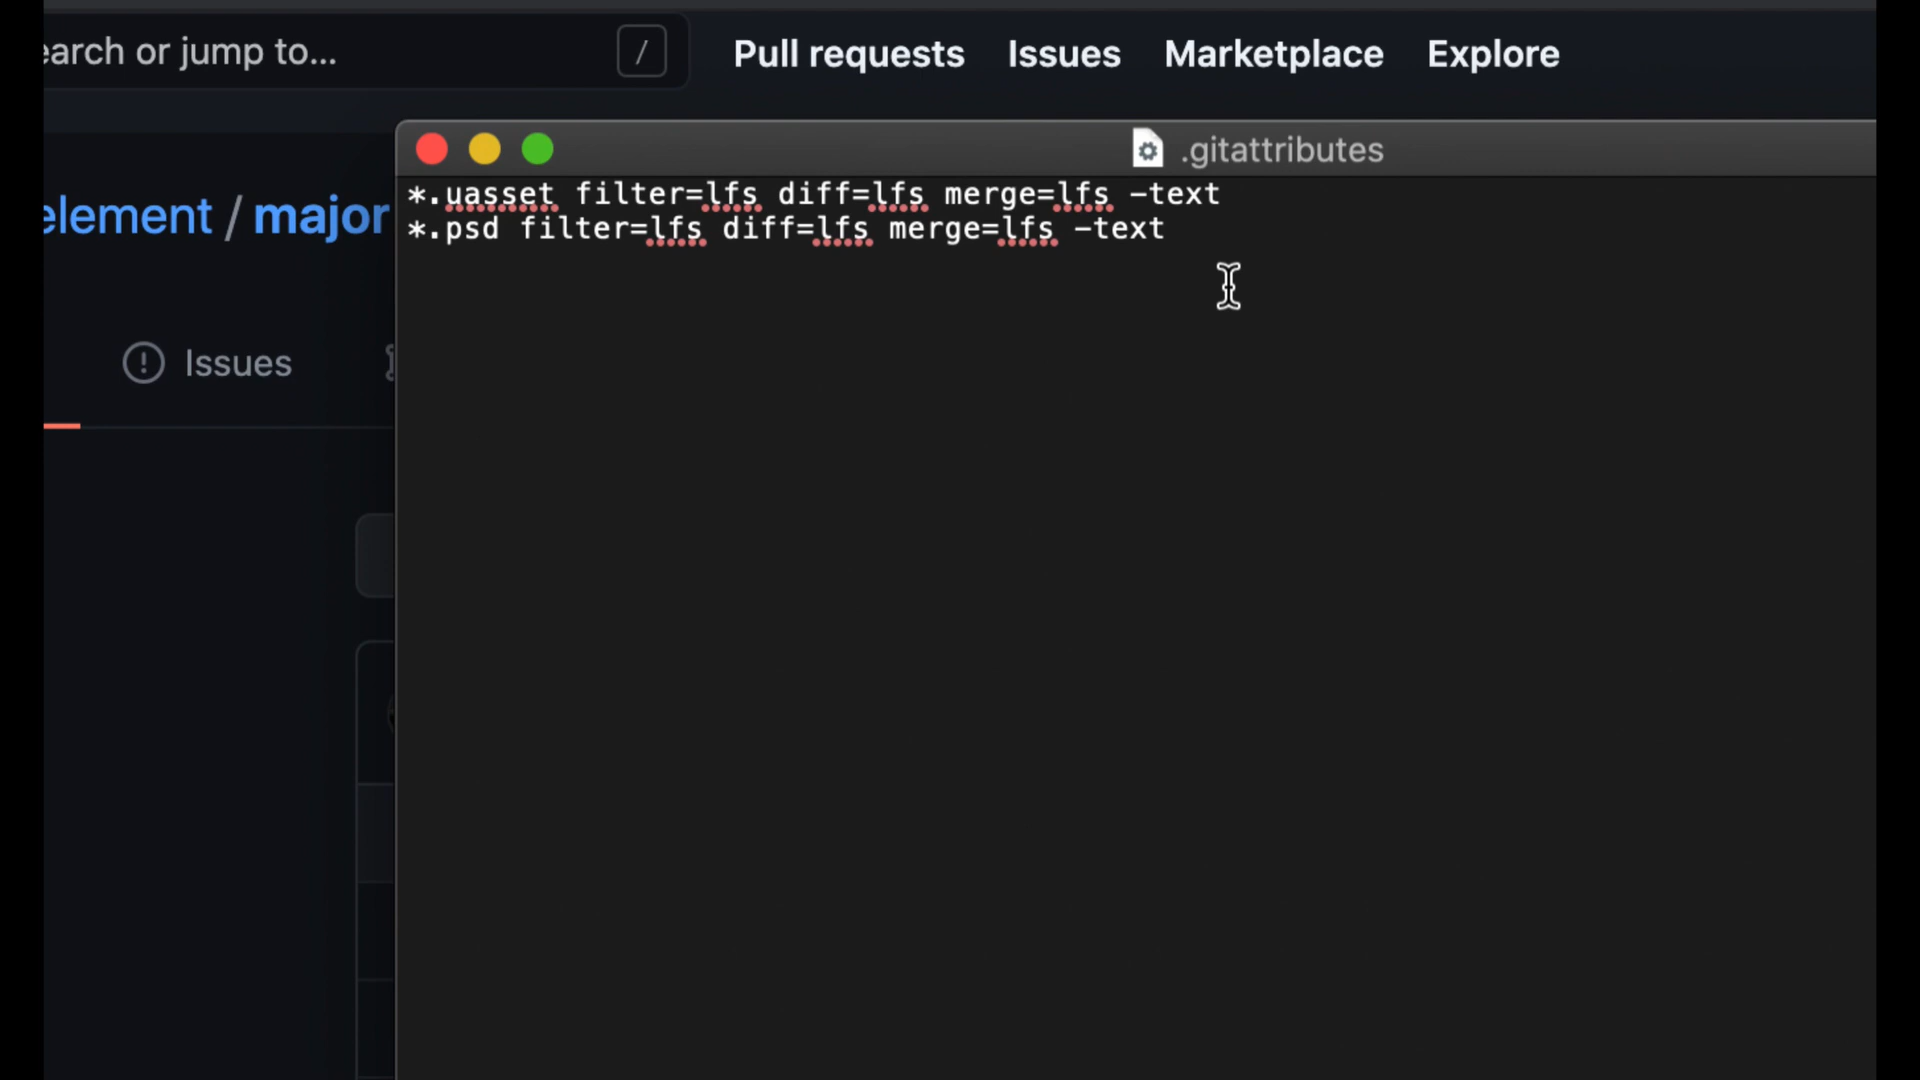 earch or jump to... /
Pull requests Issues Marketplace Explore
.gitattributes
element / major
*.uasset filter=lfs diff=lfs merge=lfs -text
*.psd filter=lfs diff=lfs merge=lfs -text
Issues